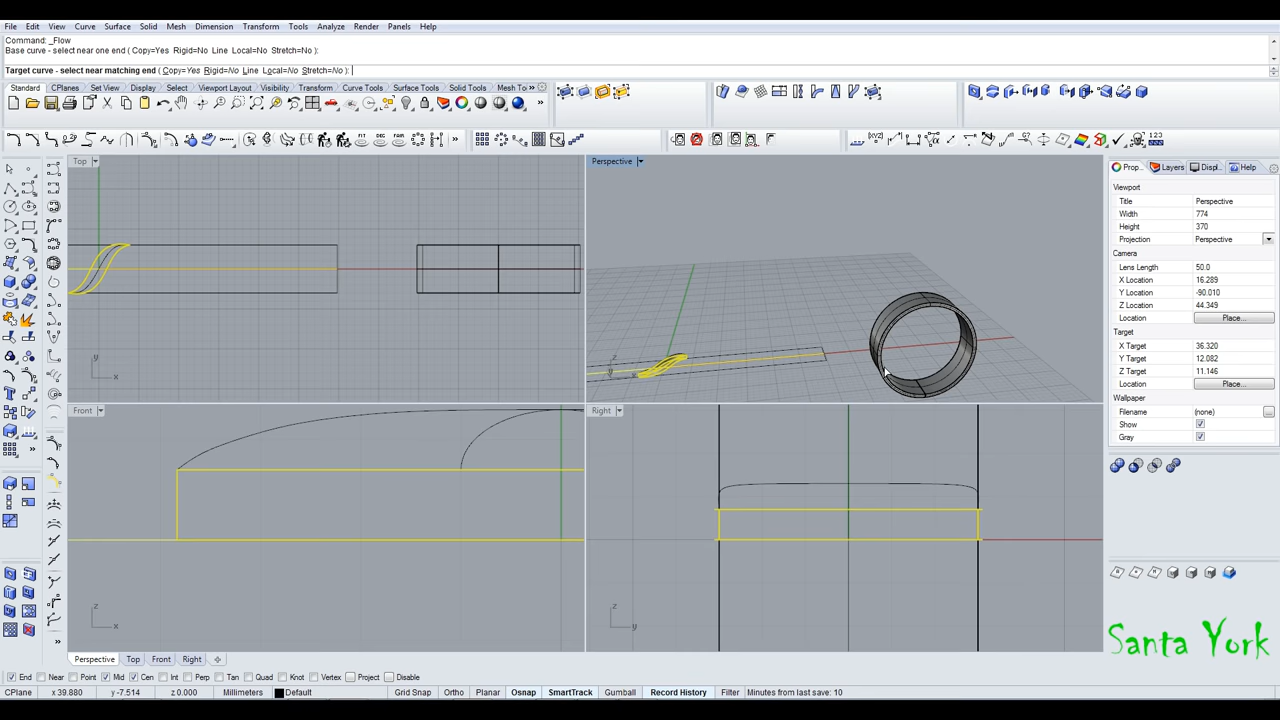 File Edit View Curve Surface Solid Mesh Dimension Transform Tools Analyze Render Panels Help
Command: _Flow
Base curve - select near one end ( Copy=Yes Rigid=No Line Local=No Stretch=No ):
Target curve - select near matching end ( Copy=Yes Rigid=No Line Local=No Stretch=No ):
Standard CPlanes Set View Display Select Viewport Layout Visibility Transform Curve Tools Surface Tools Solid Tools Mesh To
Top
Perspective
Prop... Layers Displ... Help
Viewport
Title Perspective
Width 774
Height 370
Projection Perspective
Camera
Lens Length 50.0
X Location 16.289
Y Location -90.010
Z Location 44.349
Location Place...
Target
X Target 36.320
Y Target 12.082
Z Target 11.146
Location Place...
Wallpaper
Filename (none) ...
Show
Gray
y
x
z
y
x
Front
Right
z
x
z
y
Santa York
Perspective Top Front Right
End Near Point Mid Cen Int Perp Tan Quad Knot Vertex Project Disable
CPlane x 39.880 y -7.514 z 0.000 Millimeters Default Grid Snap Ortho Planar Osnap SmartTrack Gumball Record History Filter Minutes from last save: 10